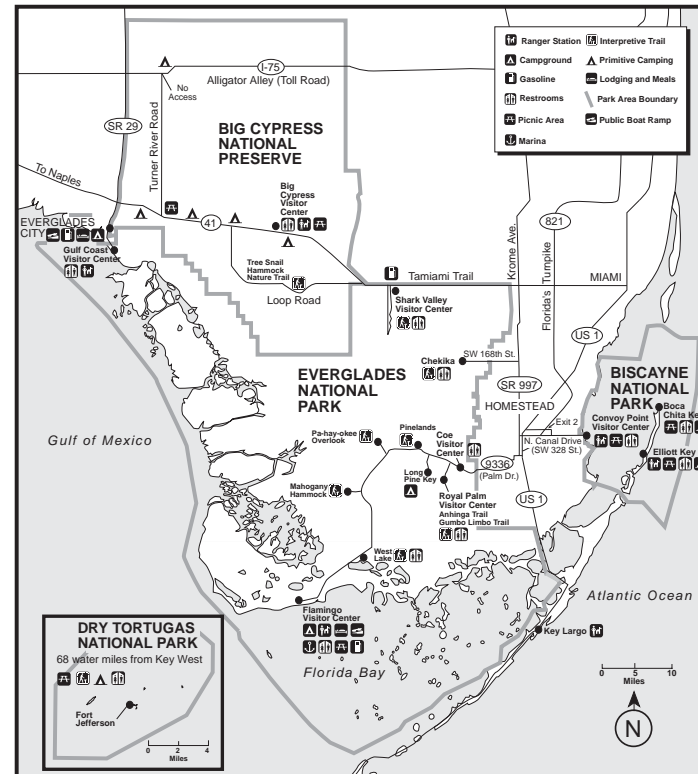 Ranger Station
Interpretive Trail
Campground
Primitive Camping
Gasoline
Lodging and Meals
Restrooms
Park Area Boundary
Picnic Area
Public Boat Ramp
Marina
I-75
Alligator Alley (Toll Road)
No
Access
SR 29
Turner River Road
BIG CYPRESS
NATIONAL
PRESERVE
To Naples
Big
Cypress
Visitor
Center
41
821
Krome Ave.
Florida's Turnpike
EVERGLADES
CITY
Gulf Coast
Visitor Center
Tree Snail
Hammock
Nature Trail
Loop Road
Tamiami Trail
MIAMI
Shark Valley
Visitor Center
US 1
Chekika
SW 168th St.
EVERGLADES
NATIONAL
PARK
SR 997
HOMESTEAD
BISCAYNE
NATIONAL
PARK
Boca
Chita Ke
Exit 2
Convoy Point
Visitor Center
N. Canal Drive
(SW 328 St.)
Elliott Key
Gulf of Mexico
Pa-hay-okee
Overlook
Pinelands
Coe
Visitor
Center
9336
(Palm Dr.)
Long
Pine Key
Mahogany
Hammock
Royal Palm
Visitor Center
Anhinga Trail
Gumbo Limbo Trail
US 1
West
Lake
Atlantic Ocean
Flamingo
Visitor Center
Key Largo
Florida Bay
DRY TORTUGAS
NATIONAL PARK
68 water miles from Key West
Fort
Jefferson
0 2 4
Miles
0 5 10
Miles
N